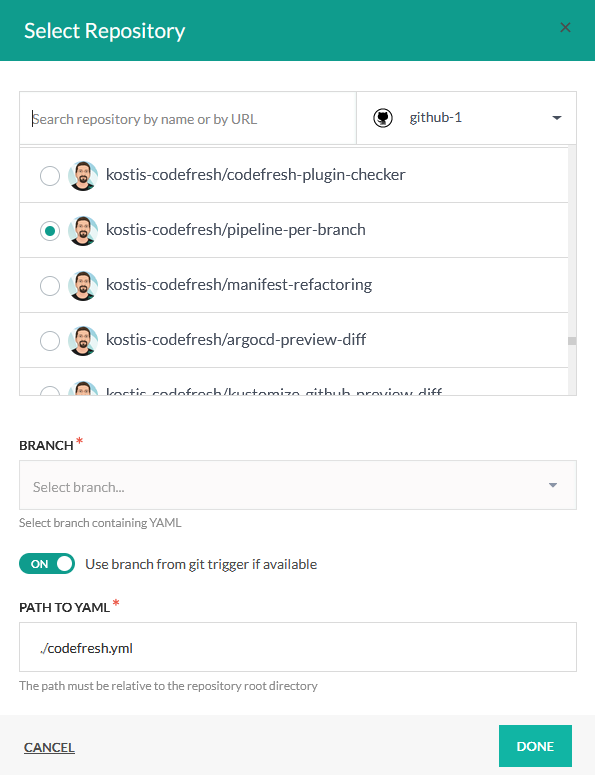 Select Repository
Search repository by name or by URL
github-1
kostis-codefresh/codefresh-plugin-checker
kostis-codefresh/pipeline-per-branch
kostis-codefresh/manifest-refactoring
kostis-codefresh/argocd-preview-diff
kostis-codefresh/kustomize-github-preview-diff
BRANCH *
Select branch...
Select branch containing YAML
ON Use branch from git trigger if available
PATH TO YAML *
./codefresh.yml
The path must be relative to the repository root directory
CANCEL
DONE